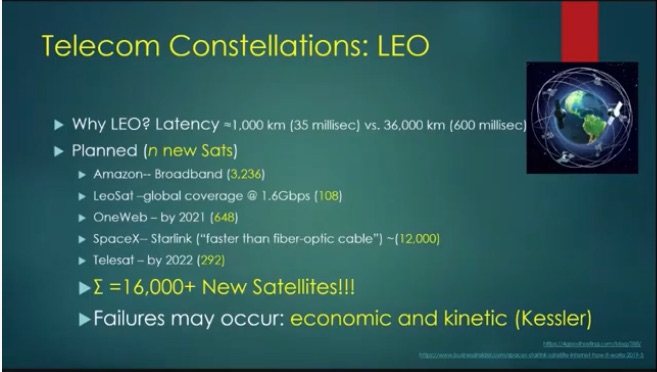 Telecom Constellations: LEO
Why LEO? Latency ≈1,000 km (35 millisec) vs. 36,000 km (600 millisec)
Planned (n new Sats)
Amazon-- Broadband (3,236)
LeoSat –global coverage @ 1.6Gbps (108)
OneWeb – by 2021 (648)
SpaceX-- Starlink (“faster than fiber-optic cable”) ~(12,000)
Telesat – by 2022 (292)
Σ =16,000+ New Satellites!!!
Failures may occur: economic and kinetic (Kessler)